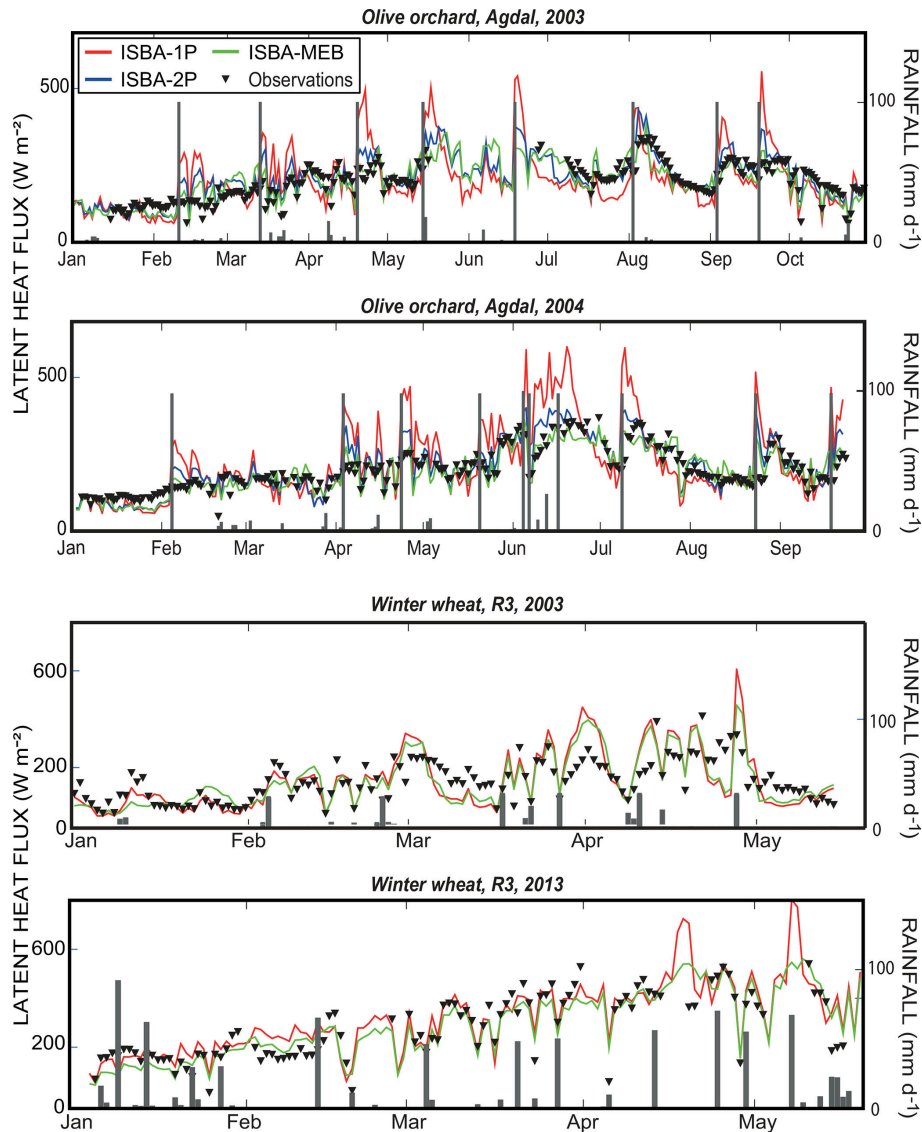 Olive orchard, Agdal, 2003
ISBA-1P ISBA-MEB
ISBA-2P Observations
500
0
100
0
Jan Feb Mar Apr May Jun Jul Aug Sep Oct
LATENT HEAT FLUX (W m⁻²)
RAINFALL (mm d⁻¹)
Olive orchard, Agdal, 2004
500
0
100
0
Jan Feb Mar Apr May Jun Jul Aug Sep
RAINFALL (mm d⁻¹)
Winter wheat, R3, 2003
600
200
0
100
0
Jan Feb Mar Apr May
LATENT HEAT FLUX (W m⁻²)
RAINFALL (mm d⁻¹)
Winter wheat, R3, 2013
600
200
0
100
0
Jan Feb Mar Apr May
RAINFALL (mm d⁻¹)